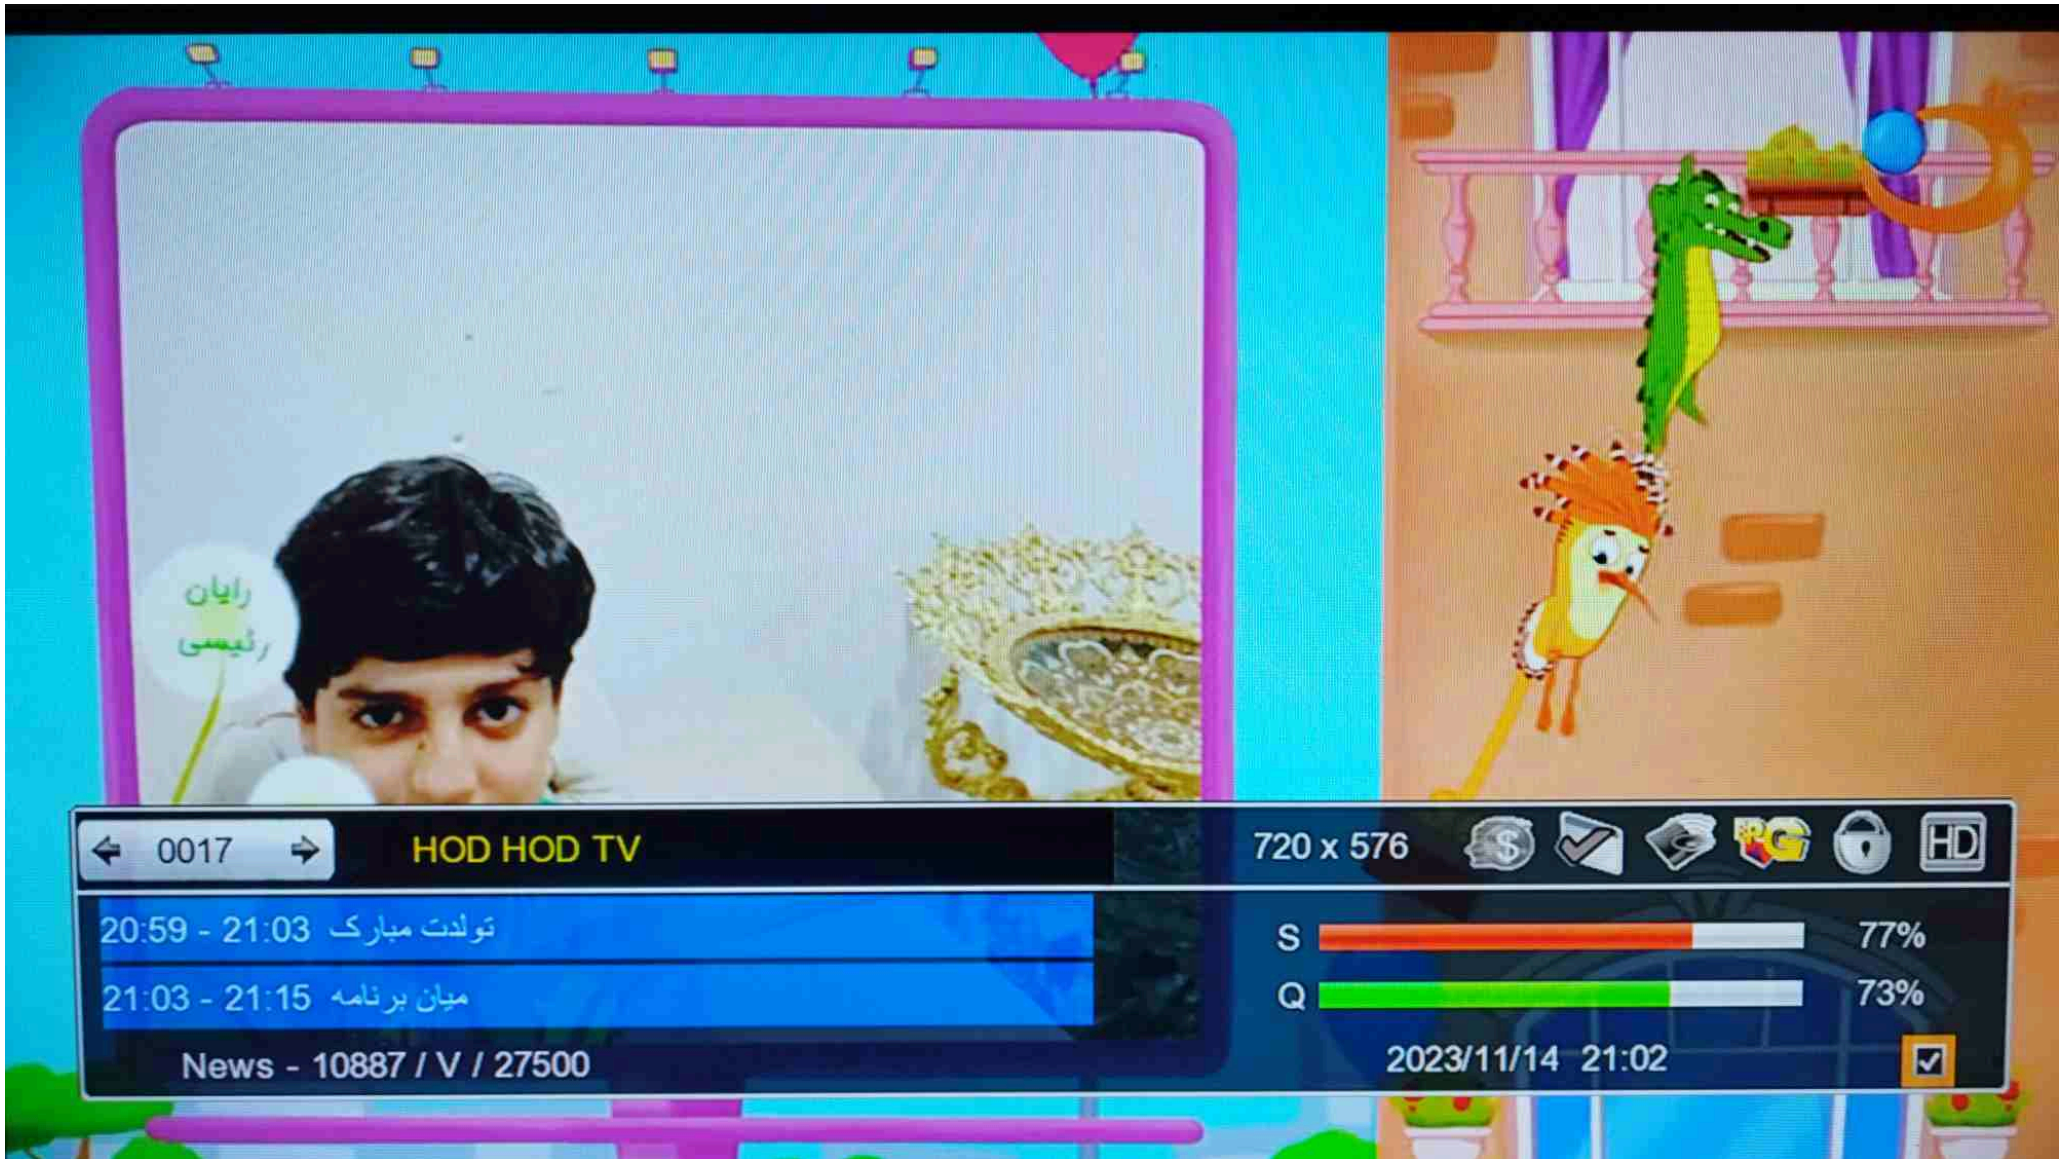 رایان
رئیسی
0017
HOD HOD TV
720 x 576
$
G
HD
20:59 - 21:03 تولدت مبارک
21:03 - 21:15 میان برنامه
S
77%
Q
73%
News - 10887 / V / 27500
2023/11/14 21:02